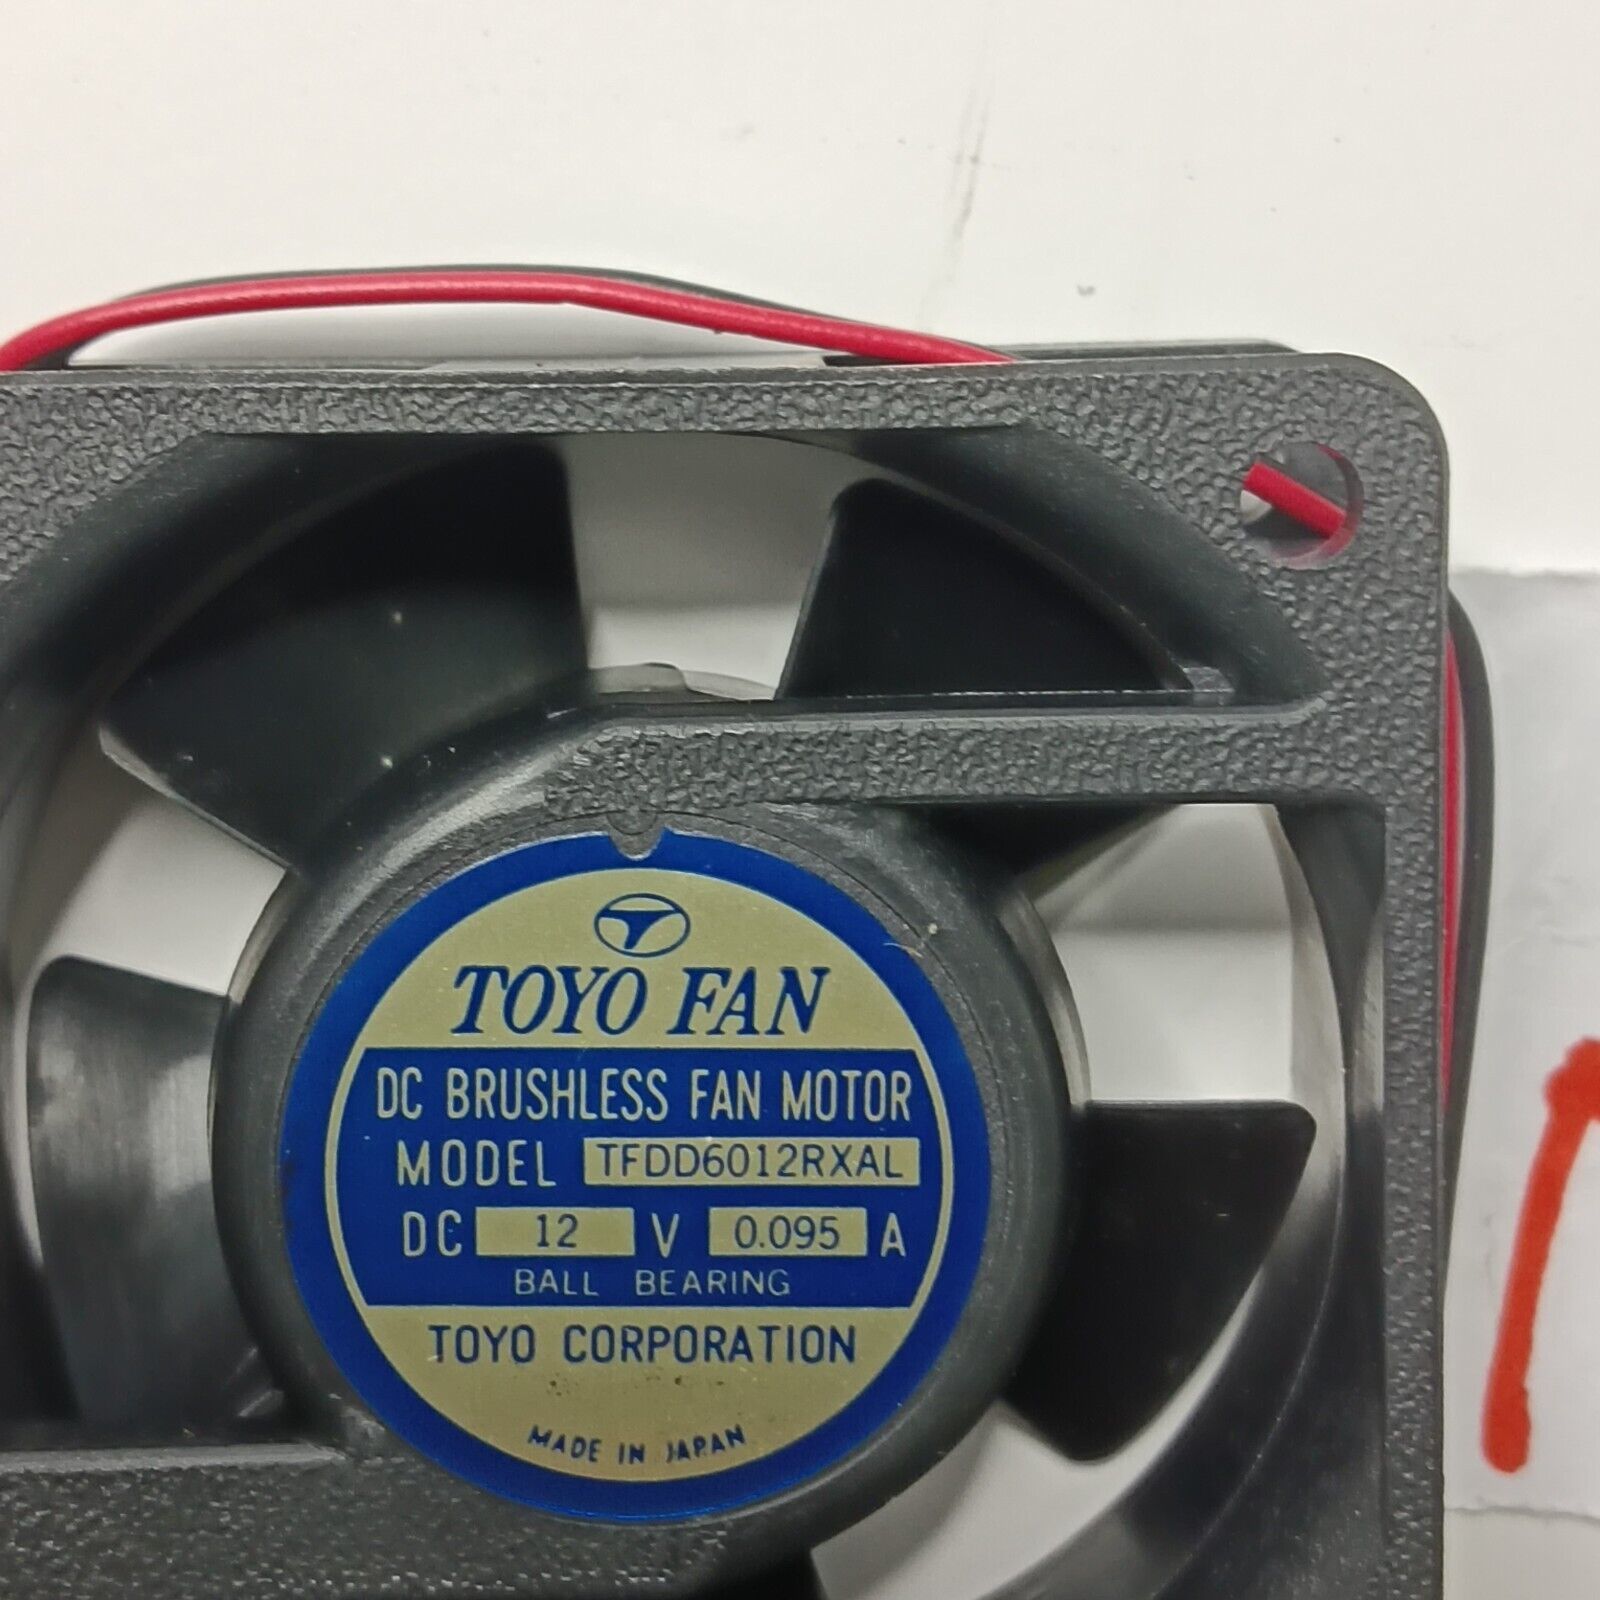 TOYO FAN
DC BRUSHLESS FAN MOTOR
MODEL TFDD6012RXAL
DC 12 V 0.095 A
BALL BEARING
TOYO CORPORATION
MADE IN JAPAN